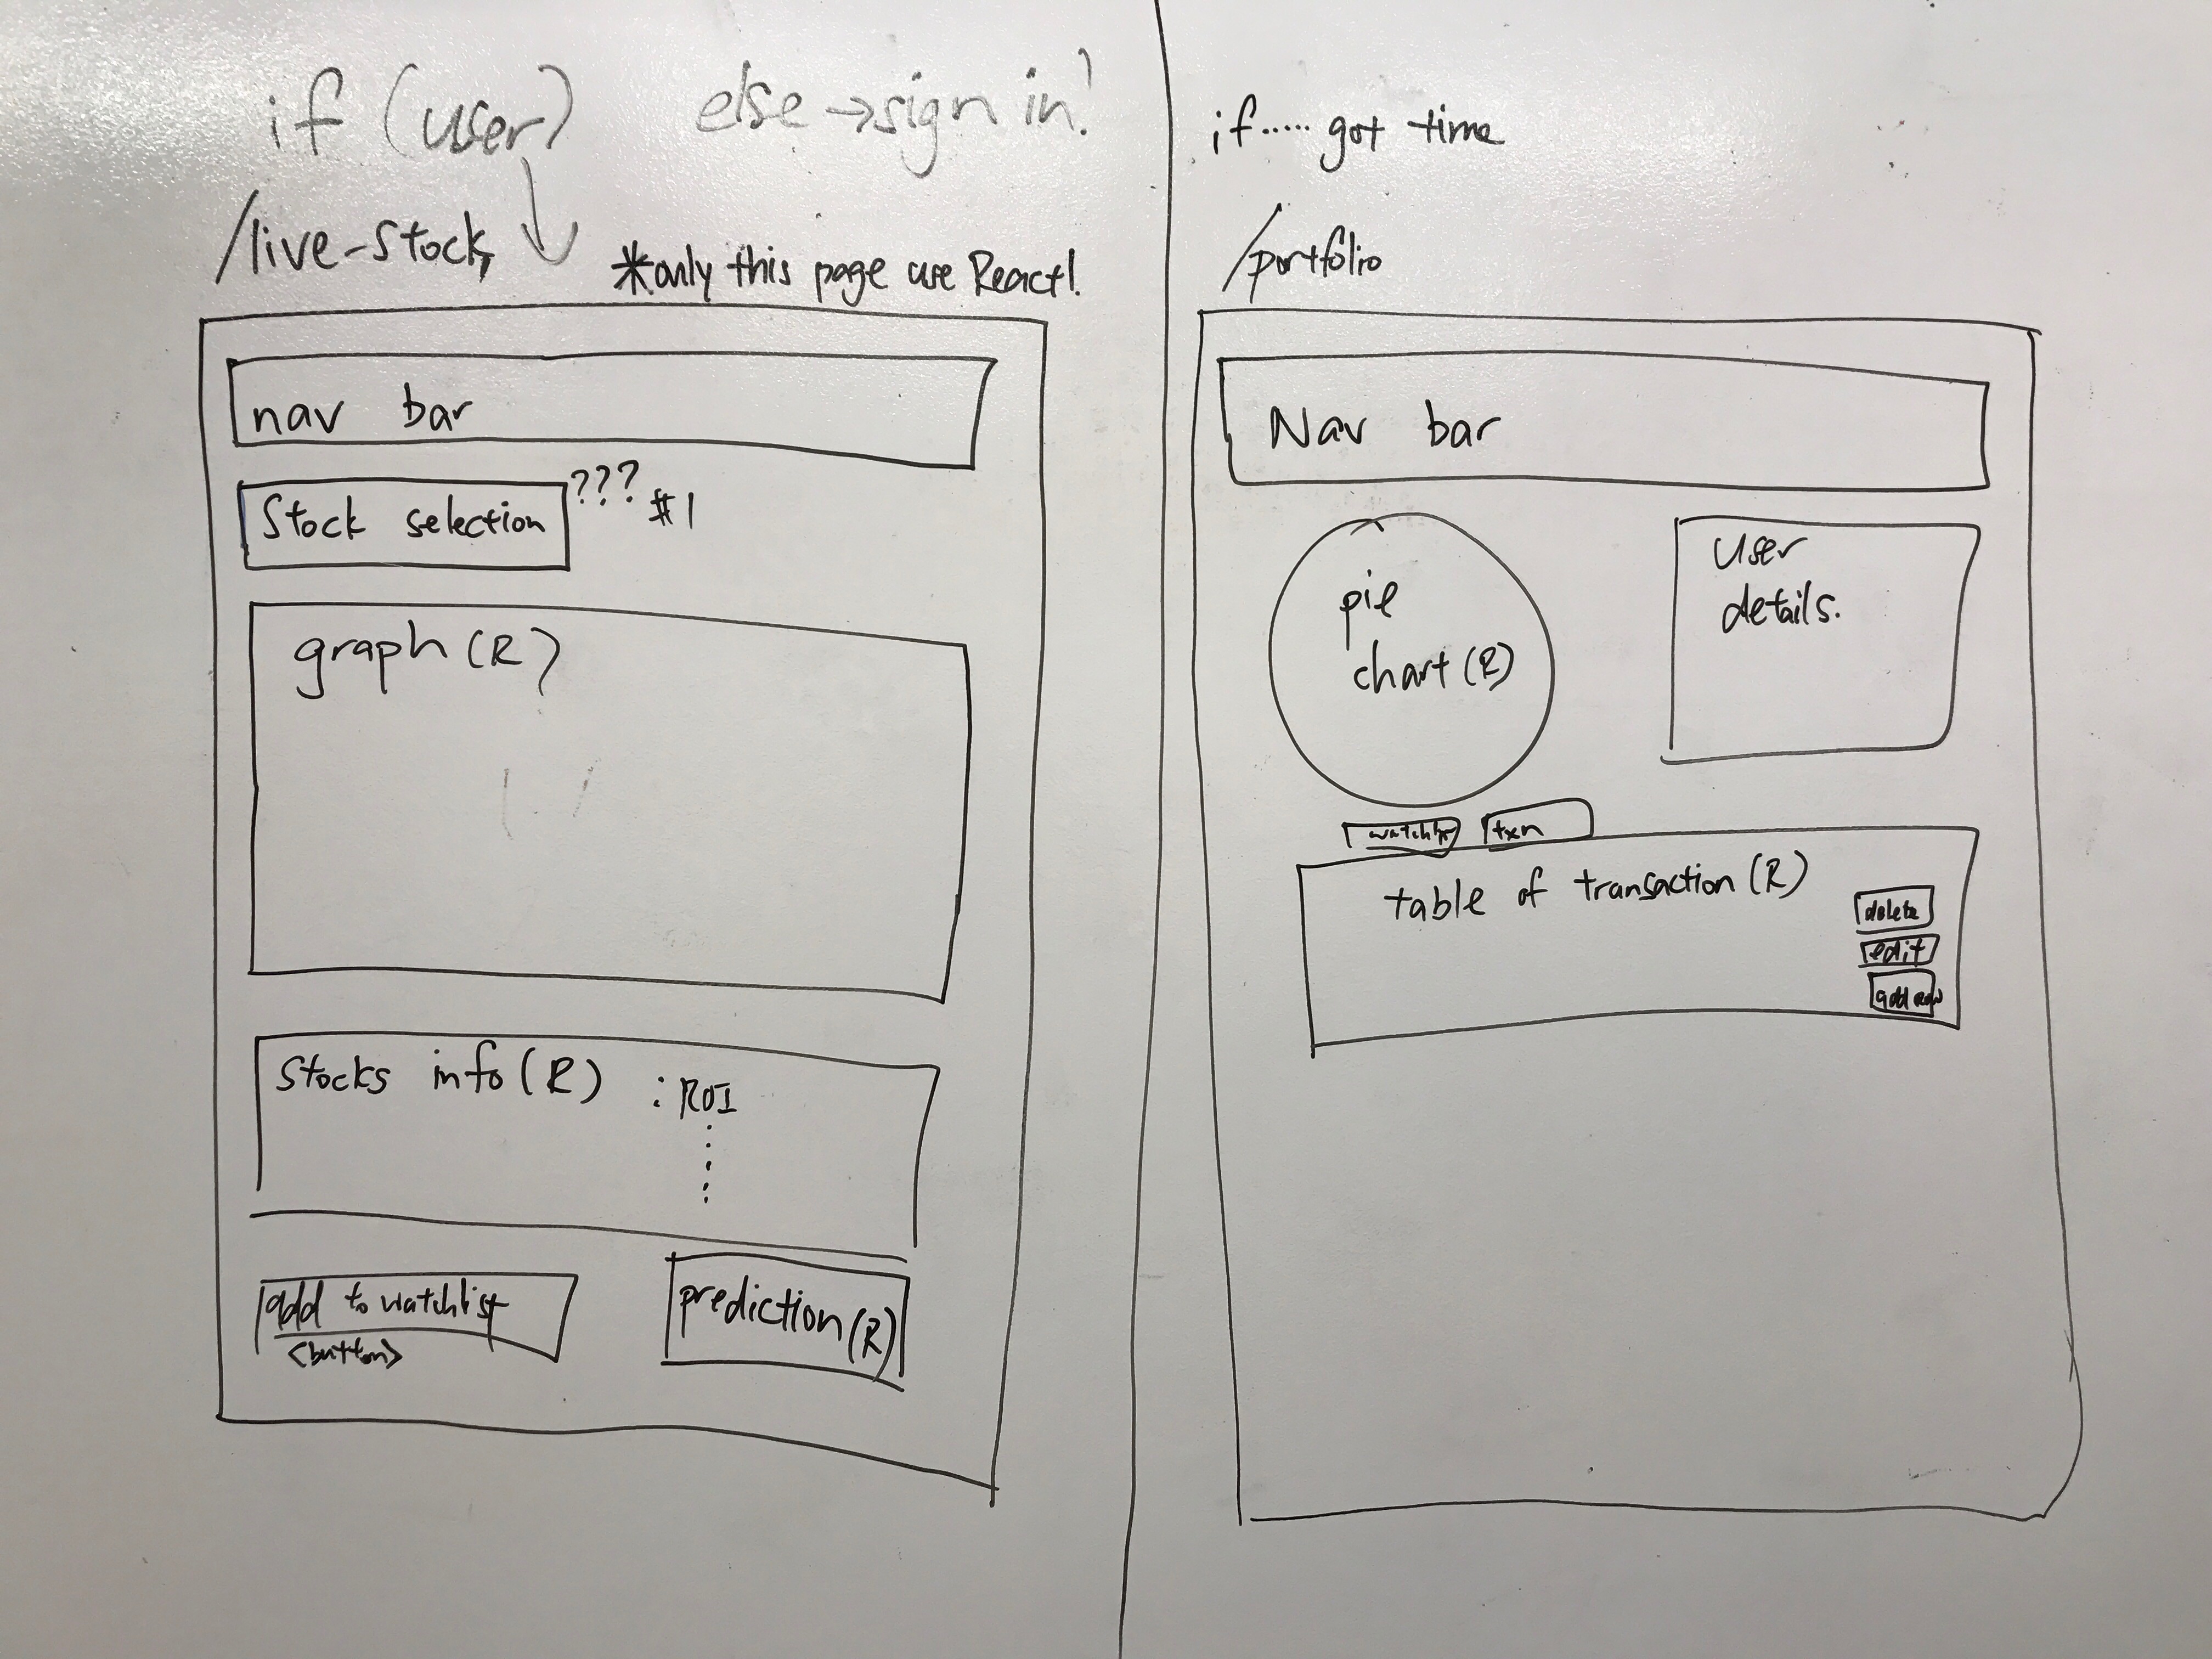 if (user)
else → sign in!
/live-stock
*only this page use React!
nav bar
Stock selection
??? #1
graph (R)
Stocks info (R) : ROI
add to watchlist
<button>
prediction (R)
if..... got time
/portfolio
Nav bar
pie
chart (R)
User
details.
txn
table of transaction (R)
delete
edit
add row